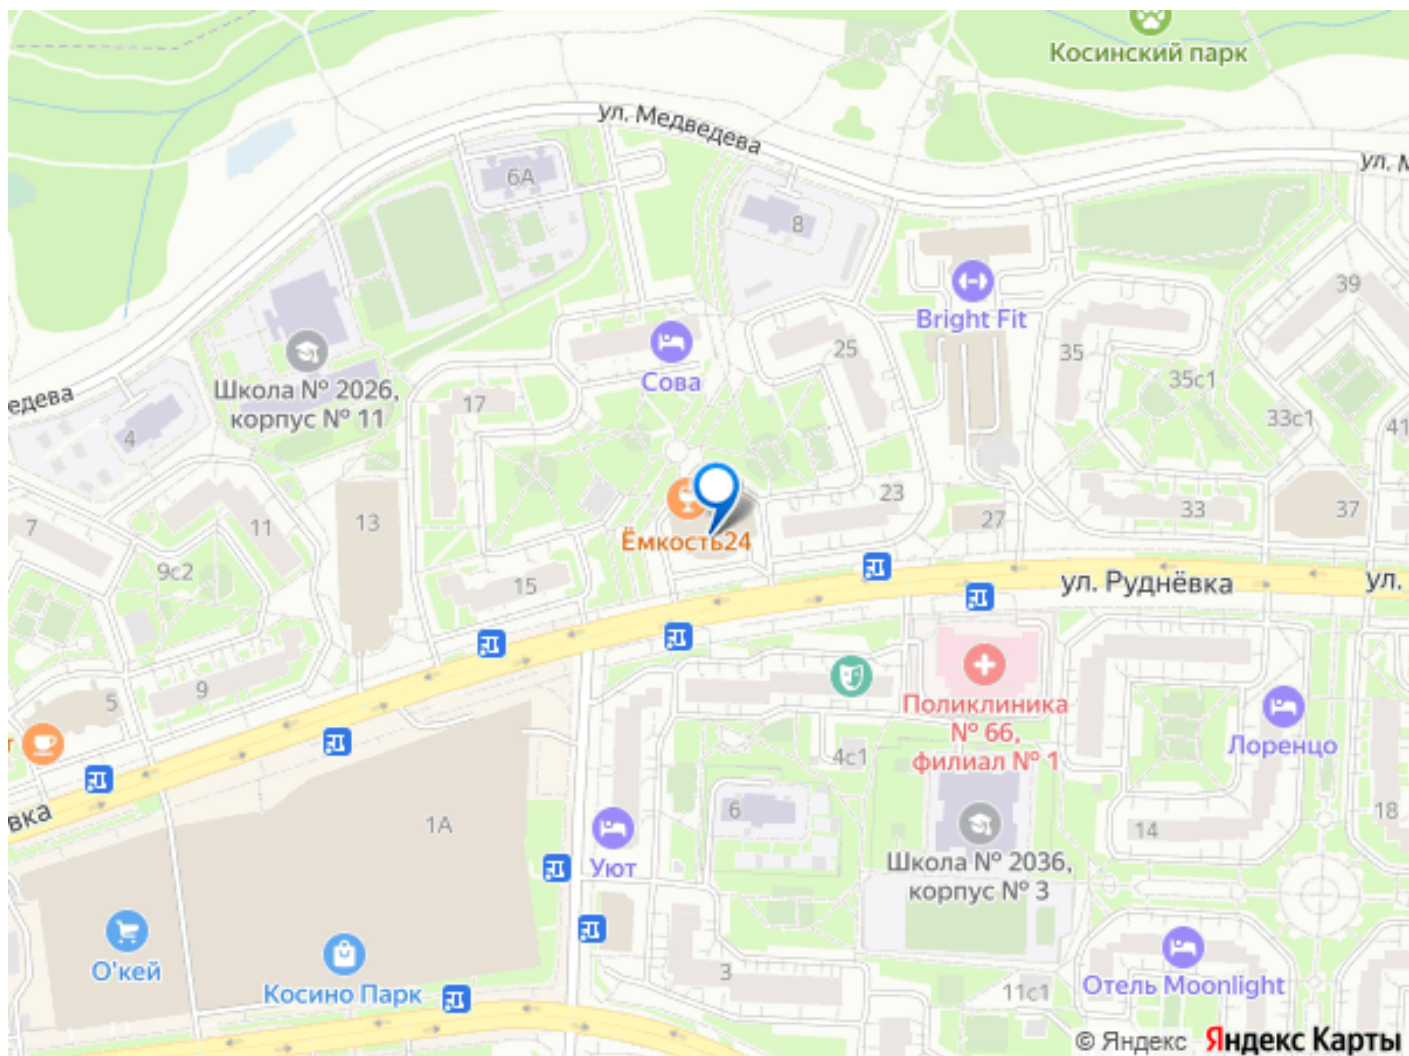 Косинский парк
ул. Медведева
ул. М
6А
8
39
Bright Fit
25
35
Сова
35с1
Школа № 2026,
корпус № 11
едева
17
33с1
41
4
23
33
37
7
11
13
27
Ёмкость24
9с2
15
ул. Руднёвка
ул.
9
5
Поликлиника
№ 66,
филиал № 1
т
4с1
Лоренцо
вка
1А
6
18
14
Уют
Школа № 2036,
корпус № 3
О'кей
Косино Парк
3
11с1
Отель Moonlight
© Яндекс Яндекс Карты